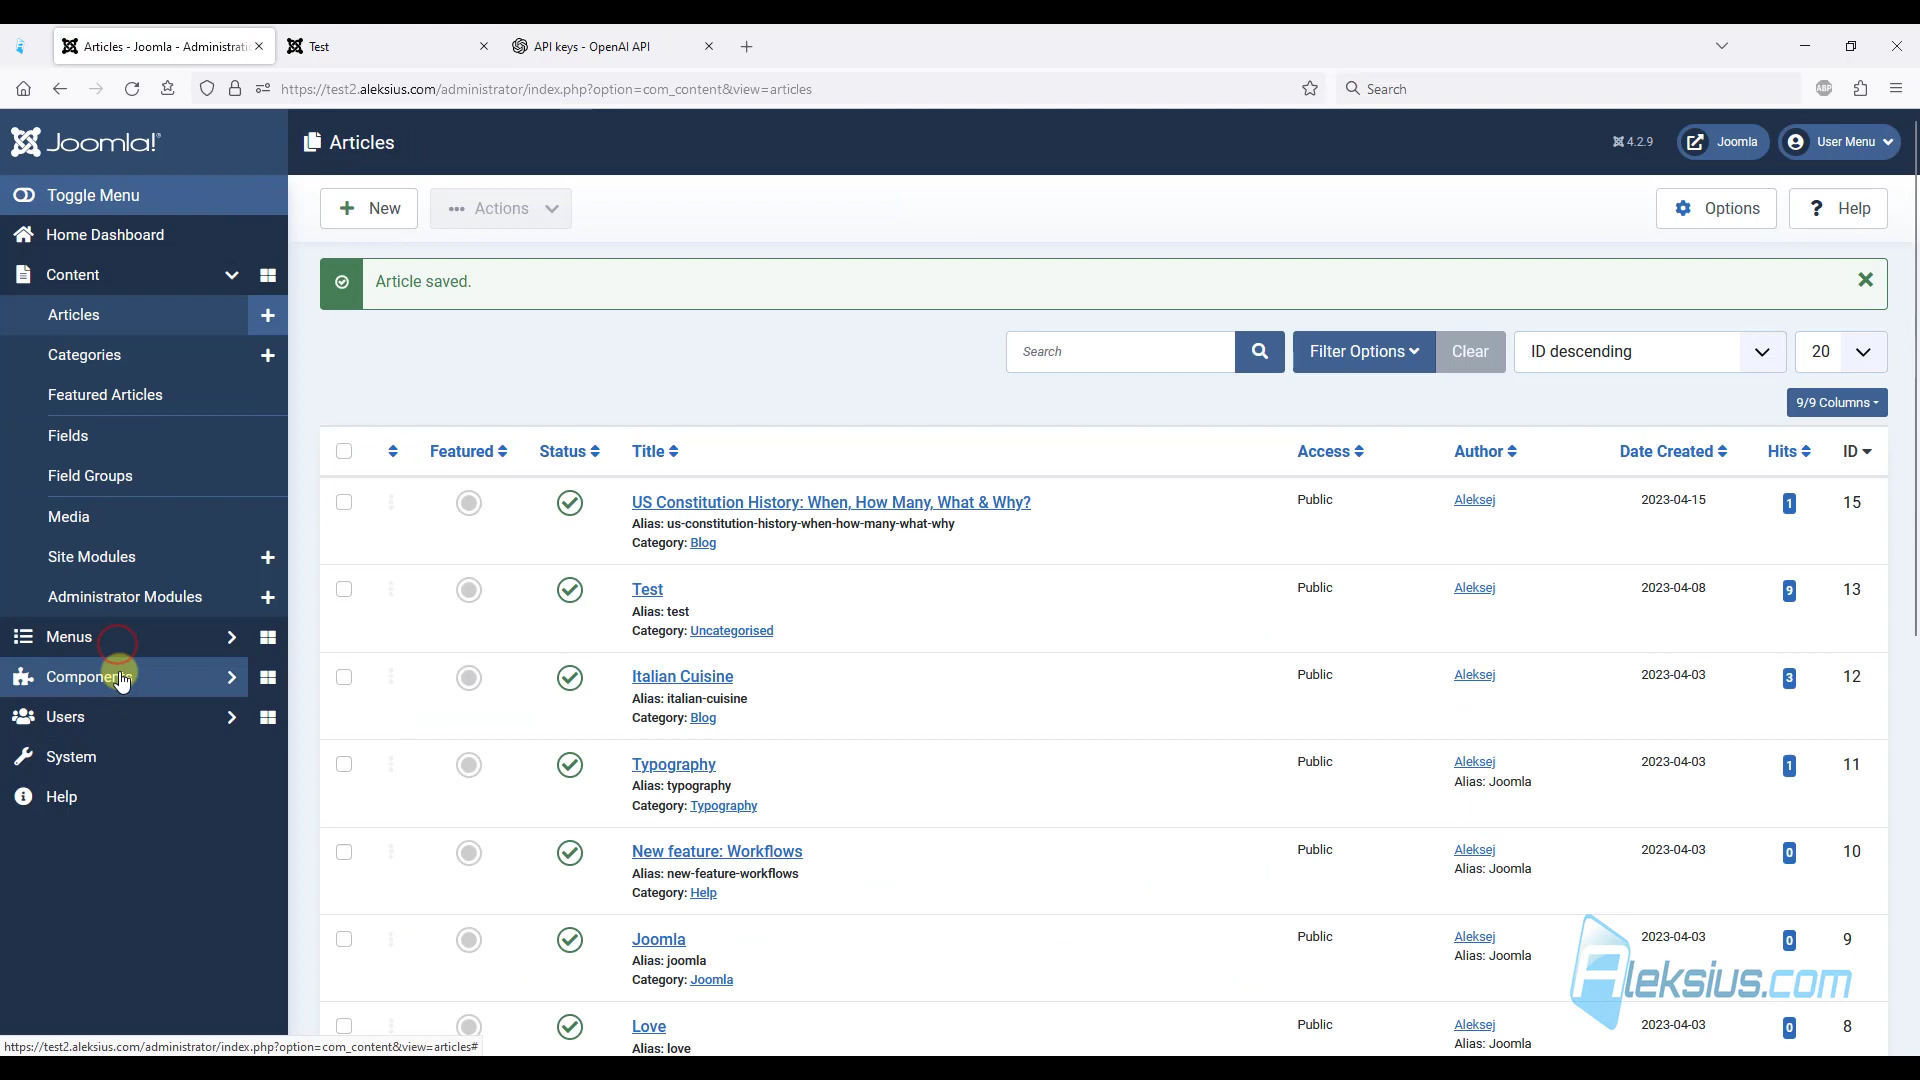 Articles - Joomla - Administratio
Test
API keys - OpenAI API
https://test2.aleksius.com/administrator/index.php?option=com_content&view=articles
Search
ABP
Joomla!®
Articles
4.2.9
Joomla
User Menu
Toggle Menu
Home Dashboard
Content
Articles
Categories
Featured Articles
Fields
Field Groups
Media
Site Modules
Administrator Modules
Menus
Components
Users
System
Help
New
Actions
Options
Help
Article saved.
Search
Filter Options
Clear
ID descending
20
9/9 Columns
Featured Status Title Access Author Date Created Hits ID
US Constitution History: When, How Many, What & Why? Public Aleksej 2023-04-15 1 15
Alias: us-constitution-history-when-how-many-what-why
Category: Blog
Test Public Aleksej 2023-04-08 9 13
Alias: test
Category: Uncategorised
Italian Cuisine Public Aleksej 2023-04-03 3 12
Alias: italian-cuisine
Category: Blog
Typography Public Aleksej 2023-04-03 1 11
Alias: typography Alias: Joomla
Category: Typography
New feature: Workflows Public Aleksej 2023-04-03 0 10
Alias: new-feature-workflows Alias: Joomla
Category: Help
Joomla Public Aleksej 2023-04-03 0 9
Alias: joomla Alias: Joomla
Category: Joomla
Love Public Aleksej 2023-04-03 0 8
Alias: love Alias: Joomla
Aleksius.com
https://test2.aleksius.com/administrator/index.php?option=com_content&view=articles#